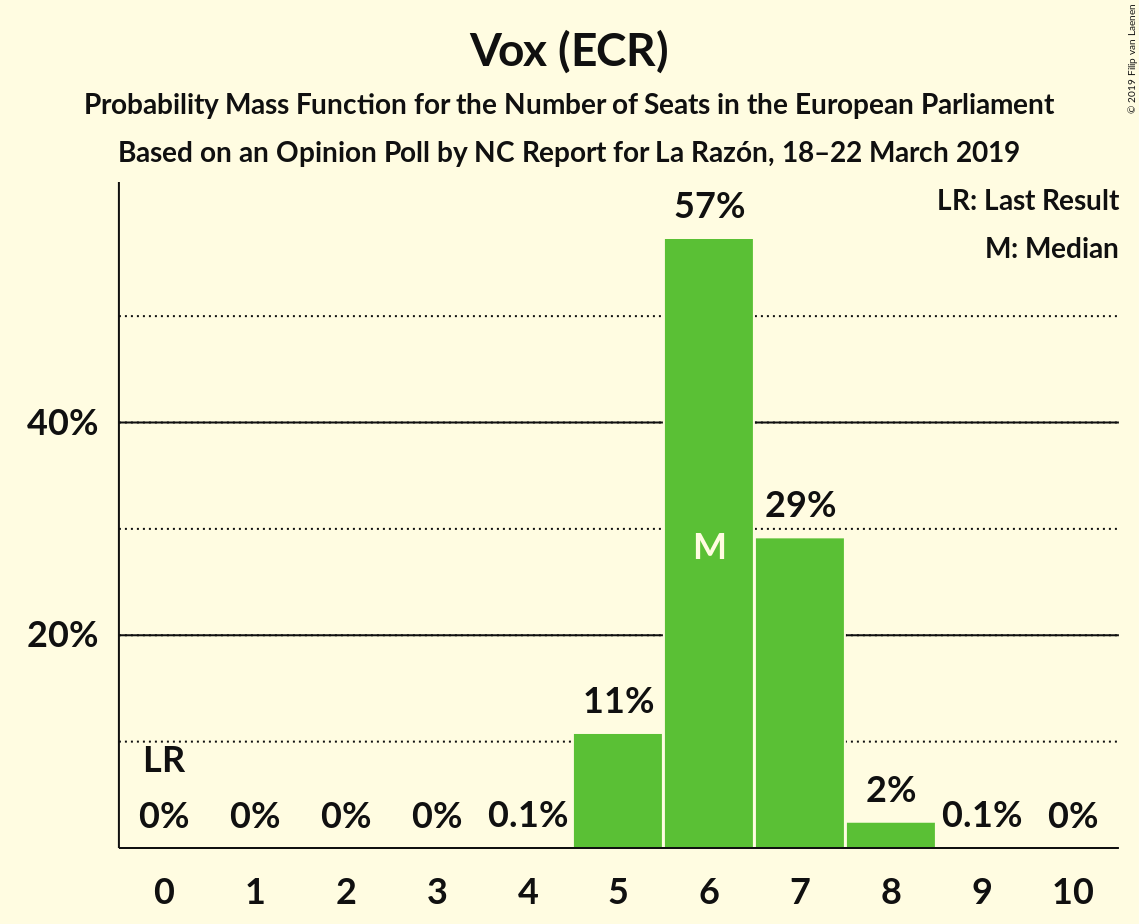 Vox (ECR)
Probability Mass Function for the Number of Seats in the European Parliament
Based on an Opinion Poll by NC Report for La Razón, 18–22 March 2019
© 2019 Filip van Laenen
LR: Last Result
M: Median
57%
40%
29%
M
20%
11%
LR
2%
0% 0% 0% 0% 0.1% 0.1% 0%
0 1 2 3 4 5 6 7 8 9 10